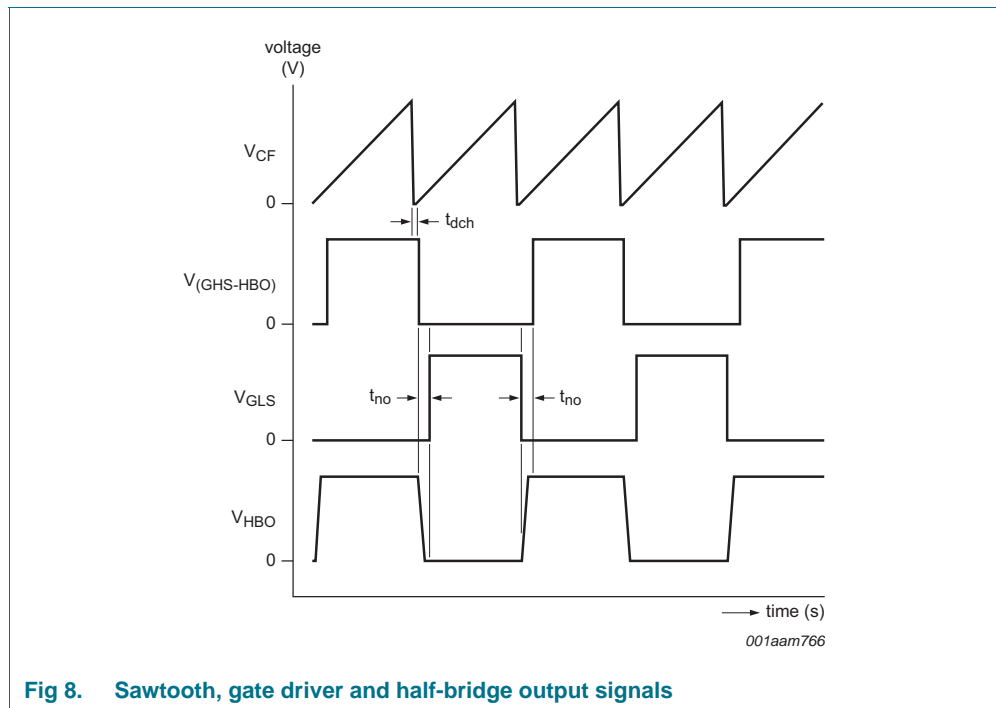 voltage
(V)
VCF
0
tdch
V(GHS-HBO)
0
VGLS
tno
tno
0
VHBO
0
time (s)
001aam766
Fig 8. Sawtooth, gate driver and half-bridge output signals